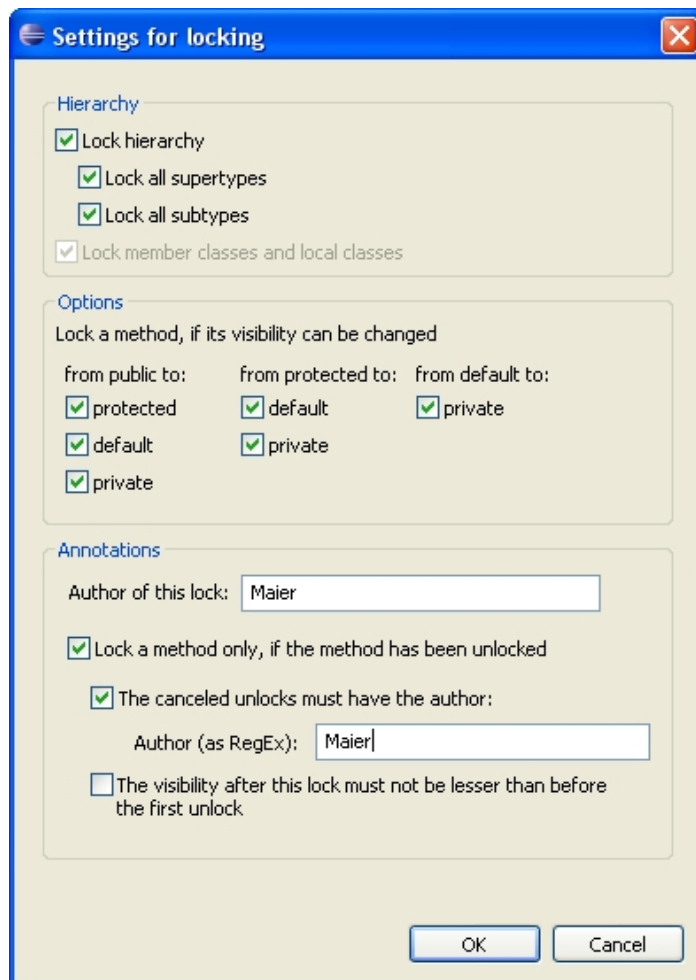 Settings for locking
Hierarchy
Lock hierarchy
Lock all supertypes
Lock all subtypes
Lock member classes and local classes
Options
Lock a method, if its visibility can be changed
from public to: from protected to: from default to:
protected default private
default private
private
Annotations
Author of this lock: Maier
Lock a method only, if the method has been unlocked
The canceled unlocks must have the author:
Author (as RegEx): Maier
The visibility after this lock must not be lesser than before
the first unlock
OK Cancel